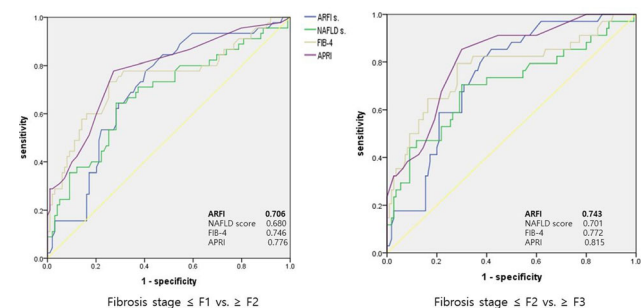 ARFI s.
NAFLD s.
FIB-4
APRI
1.0
0.8
0.6
0.4
0.2
0.0
sensitivity
0.0 0.2 0.4 0.6 0.8 1.0
1 - specificity
ARFI 0.706
NAFLD score 0.680
FIB-4 0.746
APRI 0.776
Fibrosis stage ≤ F1 vs. ≥ F2
1.0
0.8
0.6
0.4
0.2
0.0
sensitivity
0.0 0.2 0.4 0.6 0.8 1.0
1 - specificity
ARFI 0.743
NAFLD score 0.701
FIB-4 0.772
APRI 0.815
Fibrosis stage ≤ F2 vs. ≥ F3